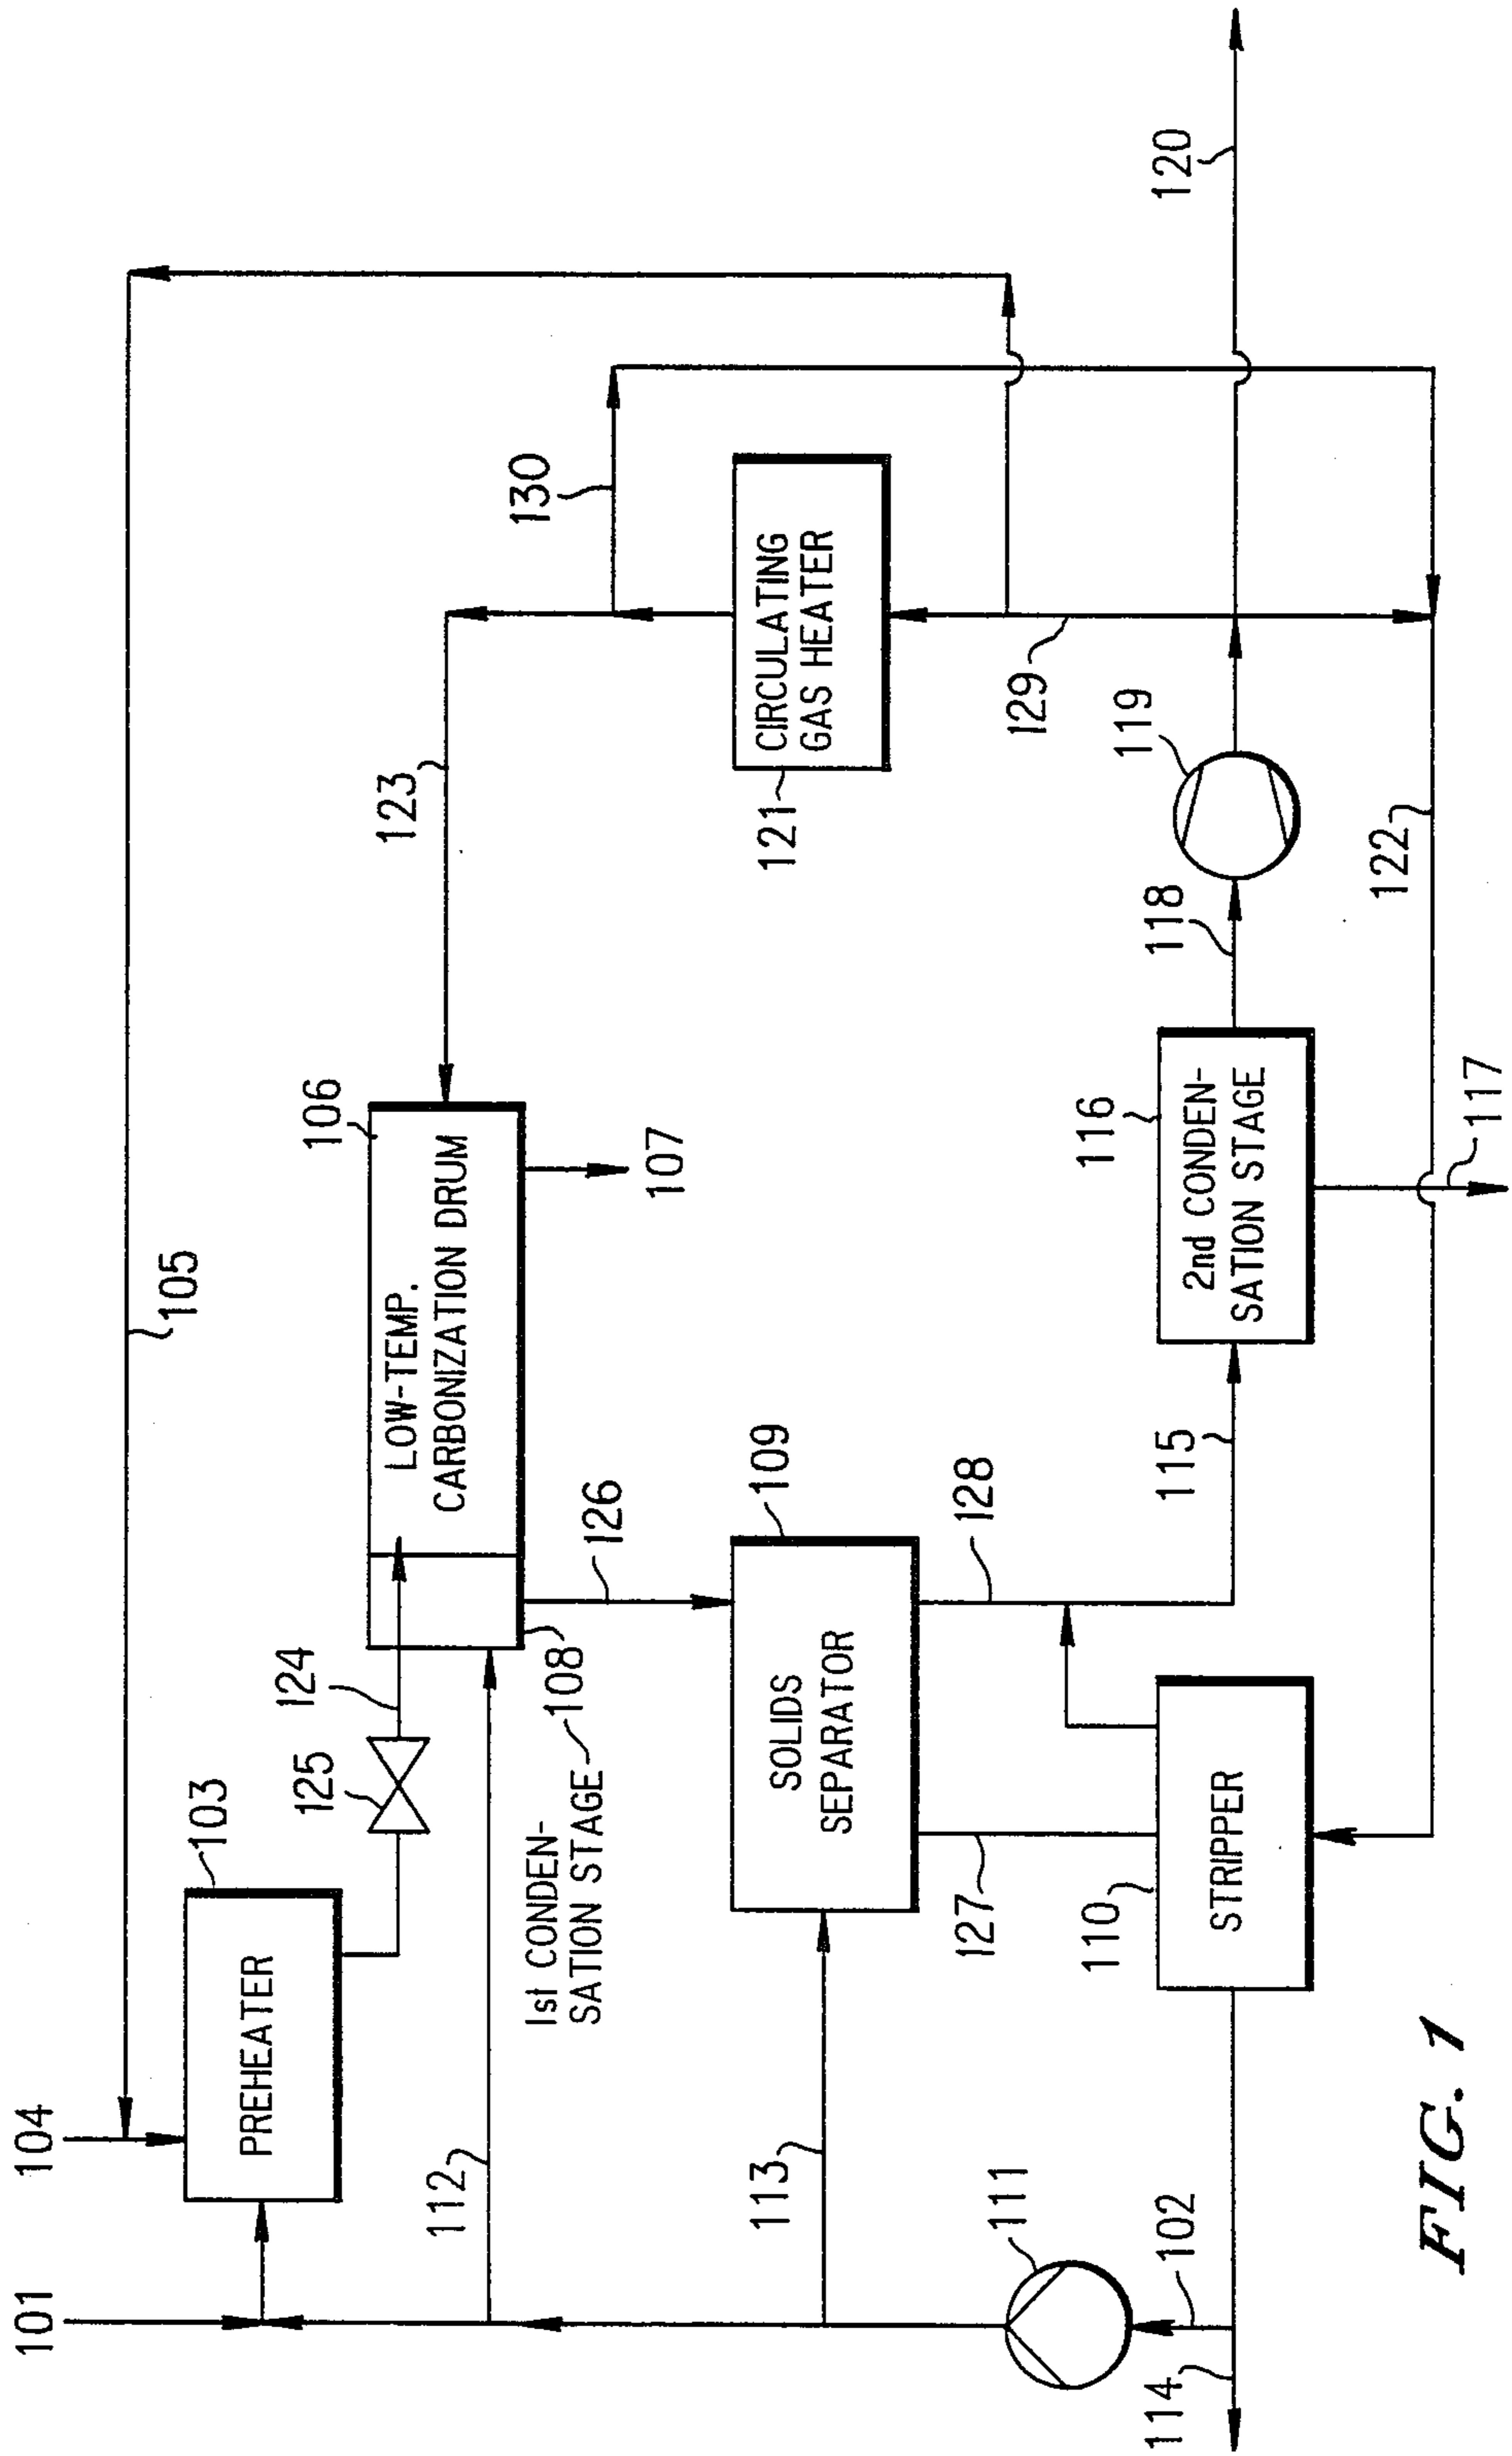 101
104
PREHEATER
103
105
112
125
124
LOW-TEMP.
CARBONIZATION DRUM
106
107
123
130
1st CONDEN-
SATION STAGE
108
126
113
SOLIDS
SEPARATOR
109
CIRCULATING
GAS HEATER
121
111
127
128
129
114
102
110
STRIPPER
115
2nd CONDEN-
SATION STAGE
116
117
118
119
120
122
FIG. 1